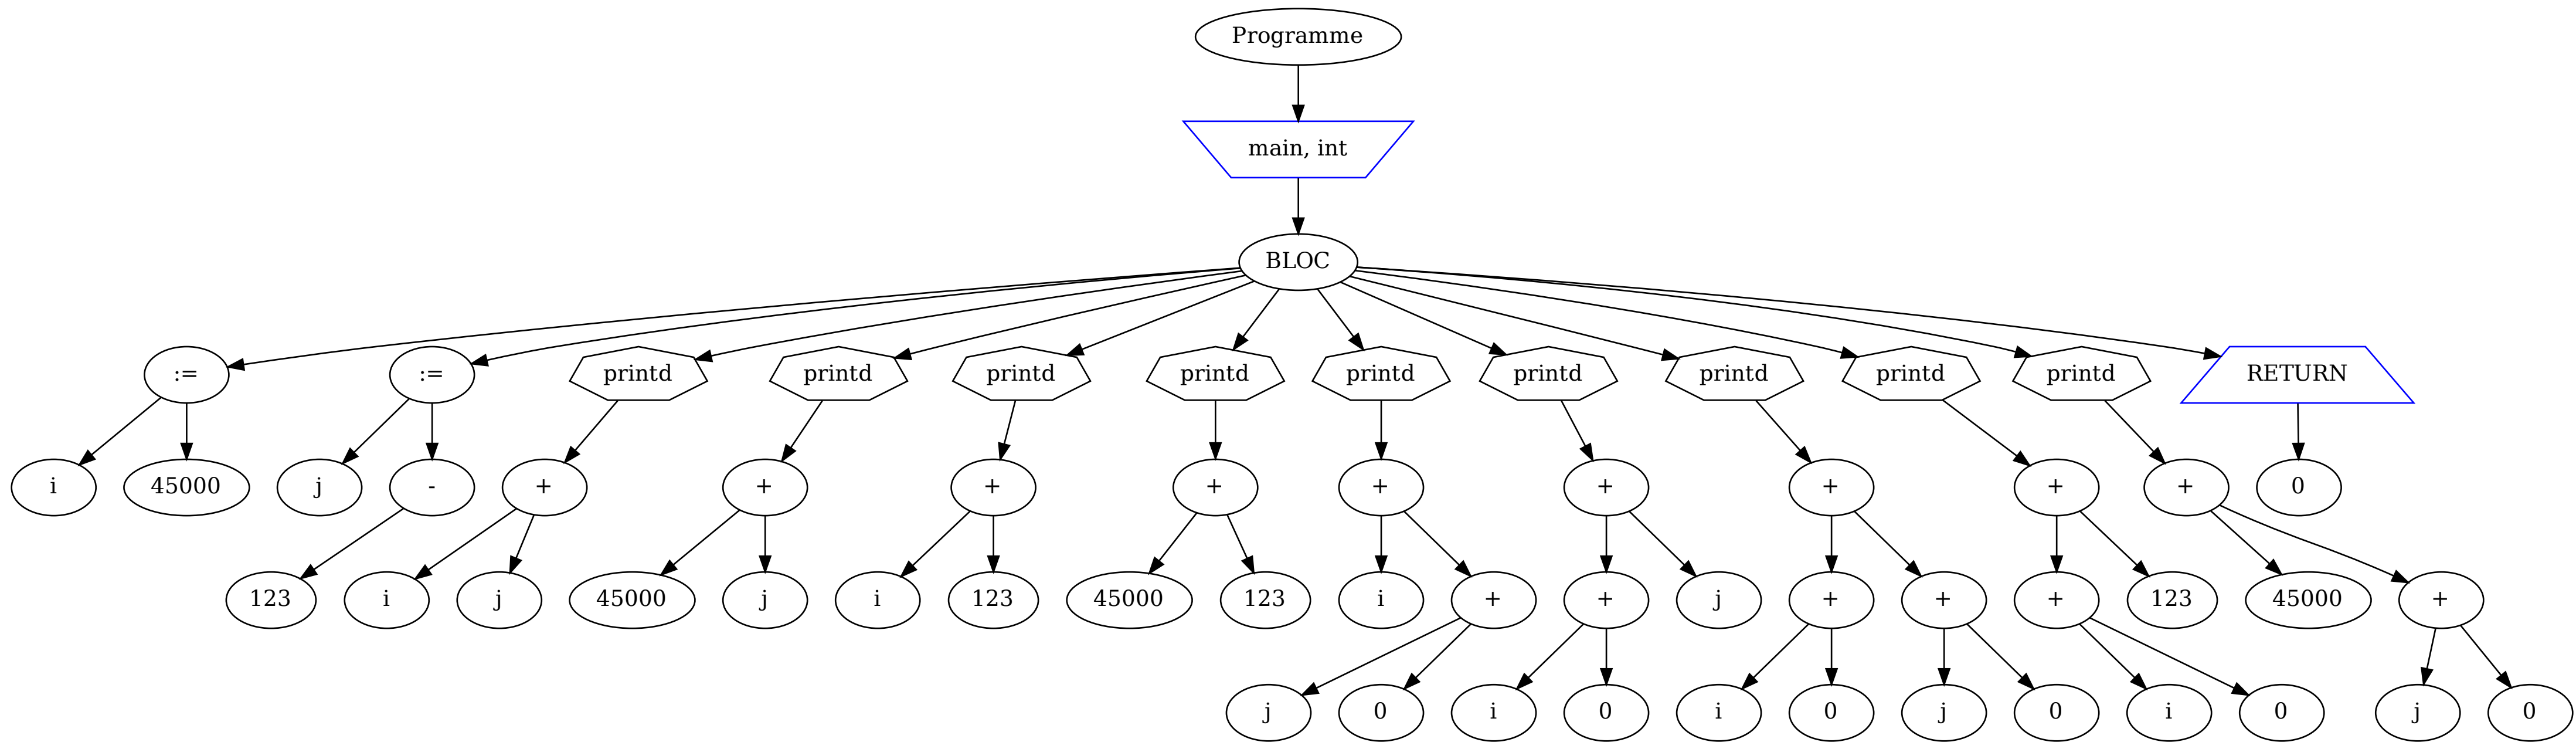 Programme
main, int
BLOC
:= := printd printd printd printd printd printd printd printd printd RETURN
i 45000 j - + + + + + + + + + 0
123 i j 45000 j i 123 45000 123 i + + j + + + 123 45000 +
j 0 i 0 i 0 j 0 i 0 j 0